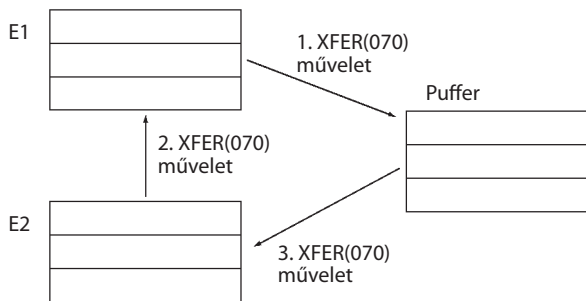 E1
1. XFER(070)
művelet
Puffer
2. XFER(070)
művelet
E2
3. XFER(070)
művelet